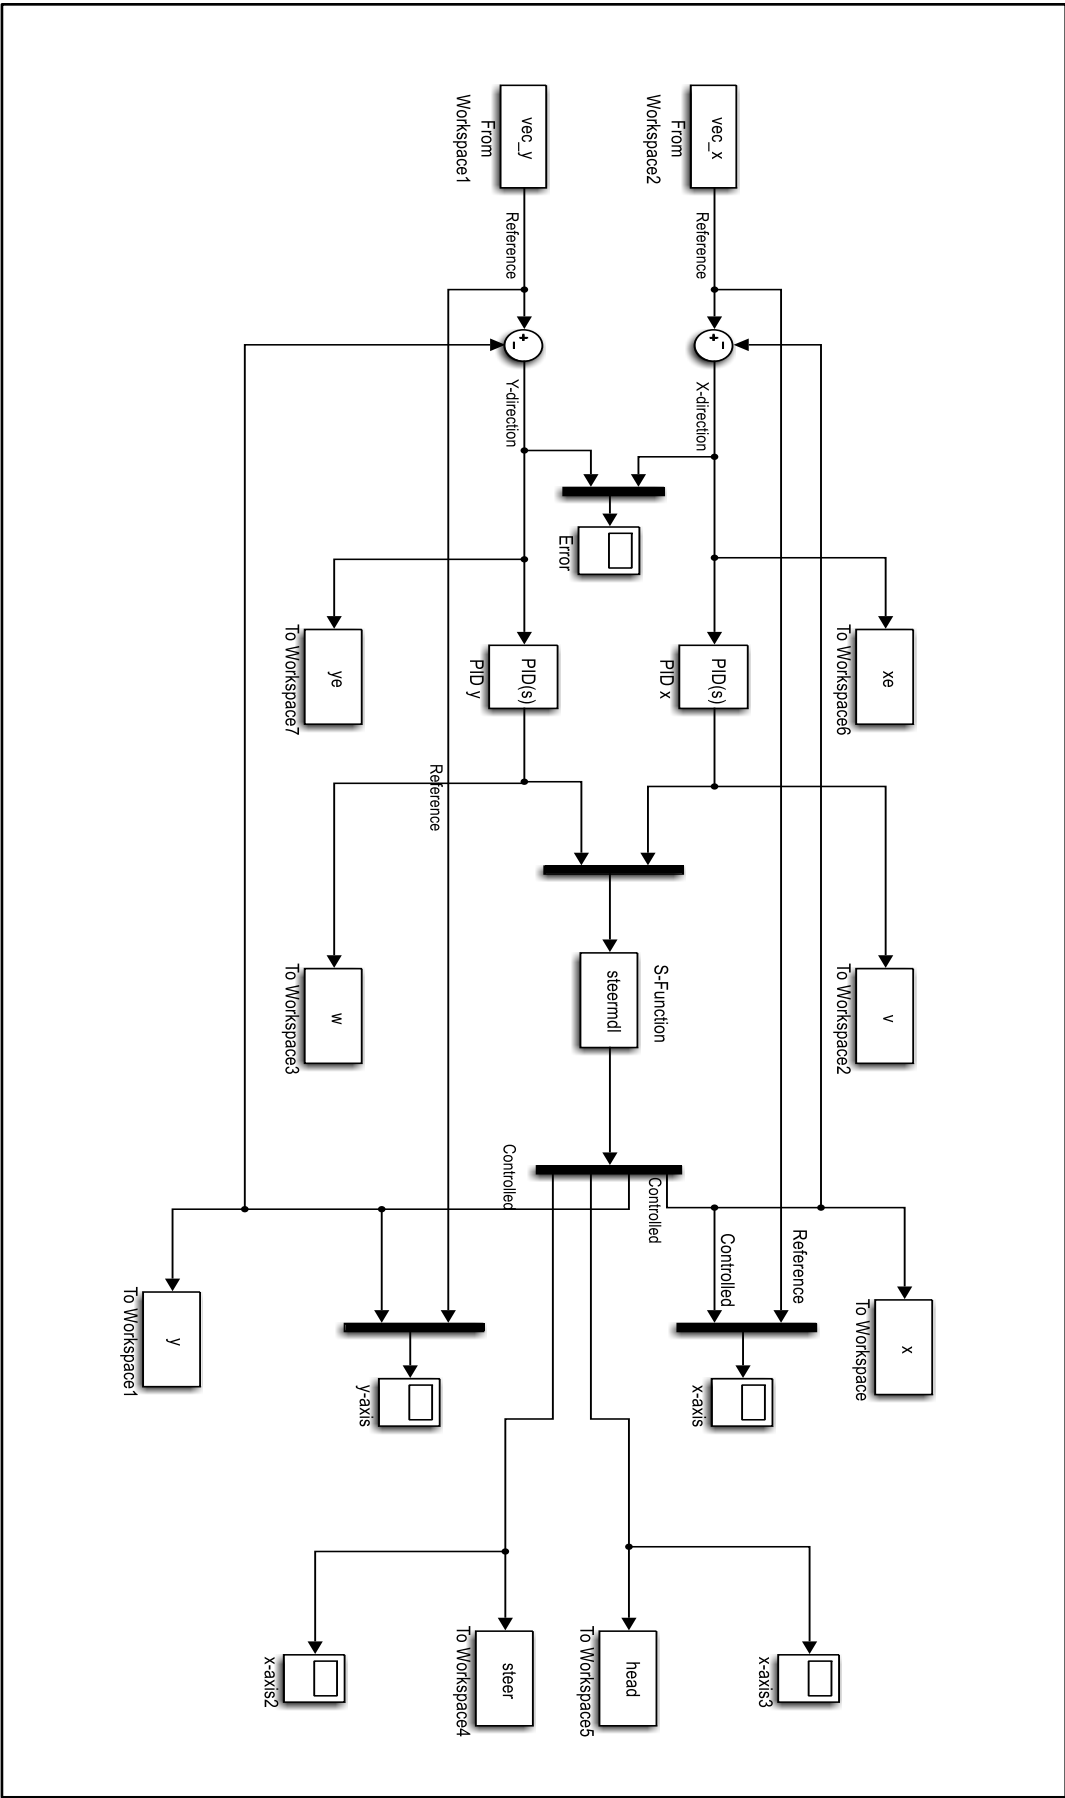 xe
To Workspace6
v
To Workspace2
x
To Workspace
Reference
Controlled
x-axis3
vec_x
From
Workspace2
Reference
X-direction
PID(s)
PID x
x-axis
S-Function
steermdl
Controlled
head
To Workspace5
Error
vec_y
From
Workspace1
Reference
Y-direction
PID(s)
PID y
Controlled
steer
To Workspace4
Reference
y-axis
ye
To Workspace7
w
To Workspace3
x-axis2
y
To Workspace1
+
-
+
-